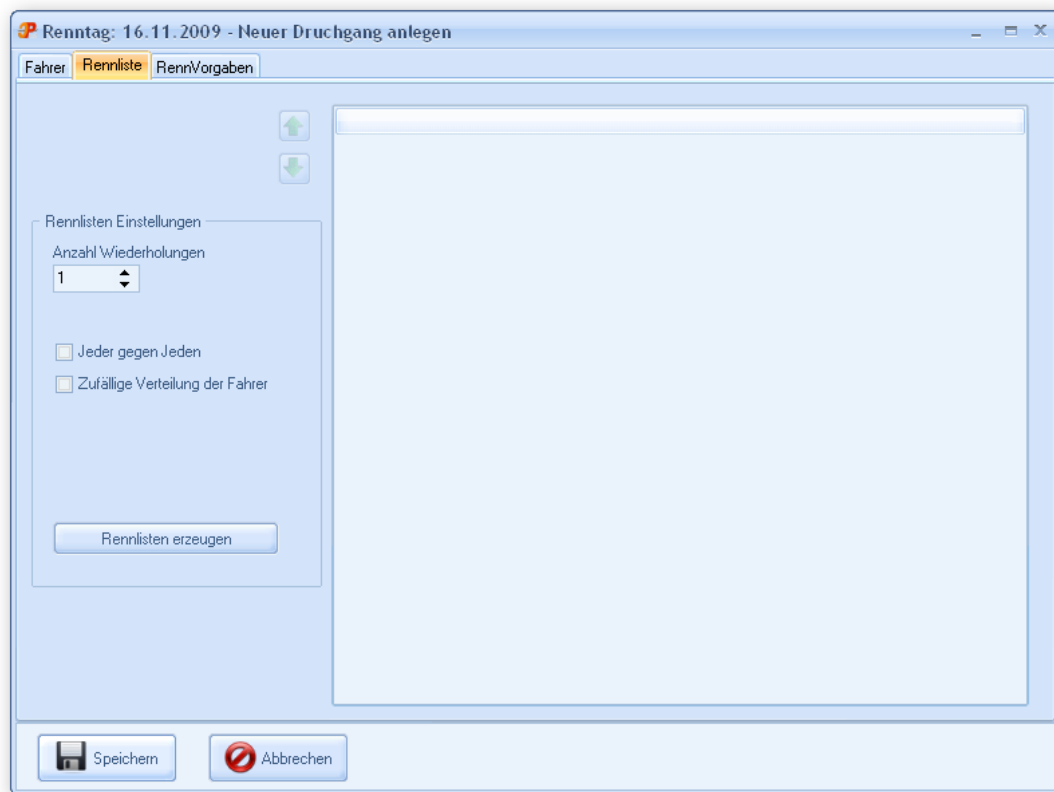 Renntag: 16.11.2009 - Neuer Druchgang anlegen
Fahrer Rennliste RennVorgaben
Rennlisten Einstellungen
Anzahl Wiederholungen
1
Jeder gegen Jeden
Zufällige Verteilung der Fahrer
Rennlisten erzeugen
Speichern Abbrechen